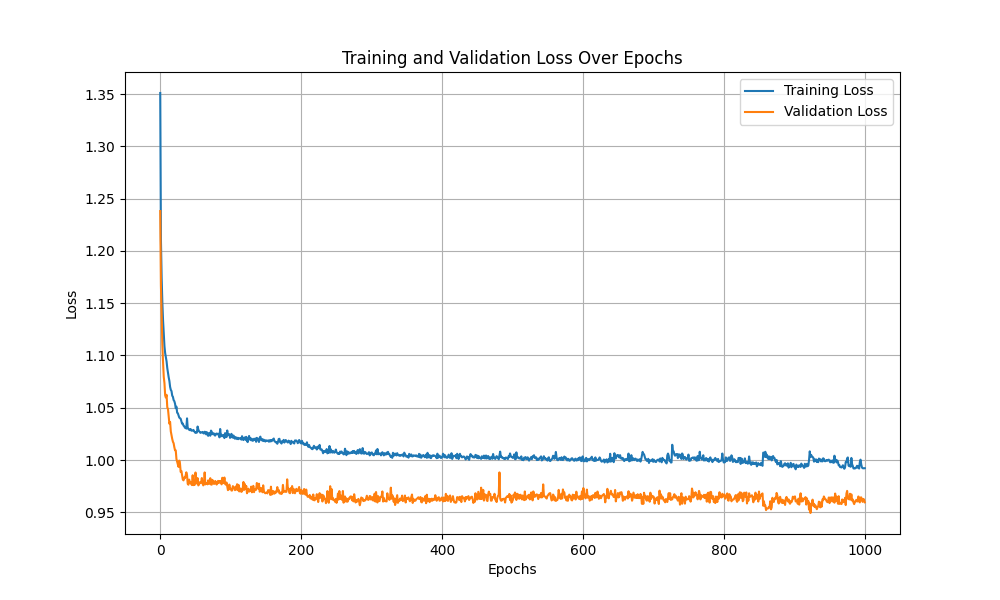 Training and Validation Loss Over Epochs
Training Loss
Validation Loss
1.35
1.30
1.25
1.20
1.15
1.10
1.05
1.00
0.95
Loss
0 200 400 600 800 1000
Epochs